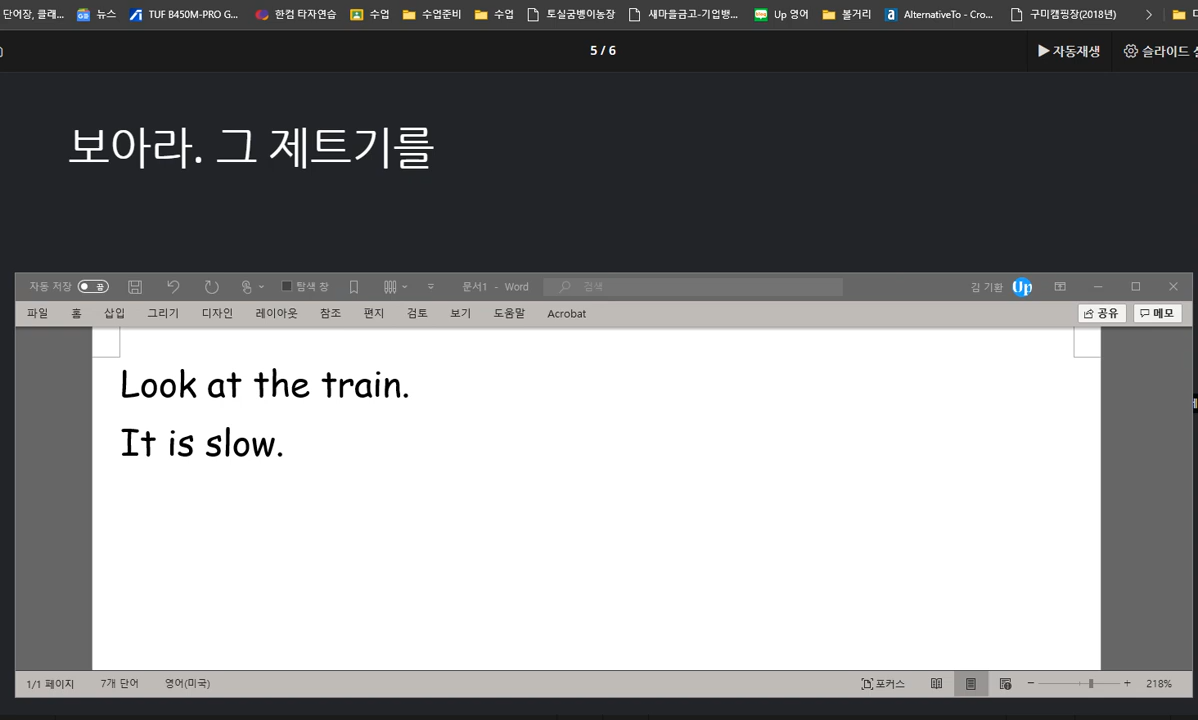 단어장, 클래... 뉴스 TUF B450M-PRO G... 한컴 타자연습 수업 수업준비 수업 토실굼벵이농장 새마을금고-기업뱅... Up 영어 볼거리 AlternativeTo - Cro... 구미캠핑장(2018년)
5 / 6
자동재생 슬라이드
보아라. 그 제트기를
자동 저장 끔 탐색 창 문서1 - Word 검색 김 기환 Up
파일 홈 삽입 그리기 디자인 레이아웃 참조 편지 검토 보기 도움말 Acrobat 공유 메모
Look at the train.
It is slow.
1/1 페이지 7개 단어 영어(미국) 포커스 218%